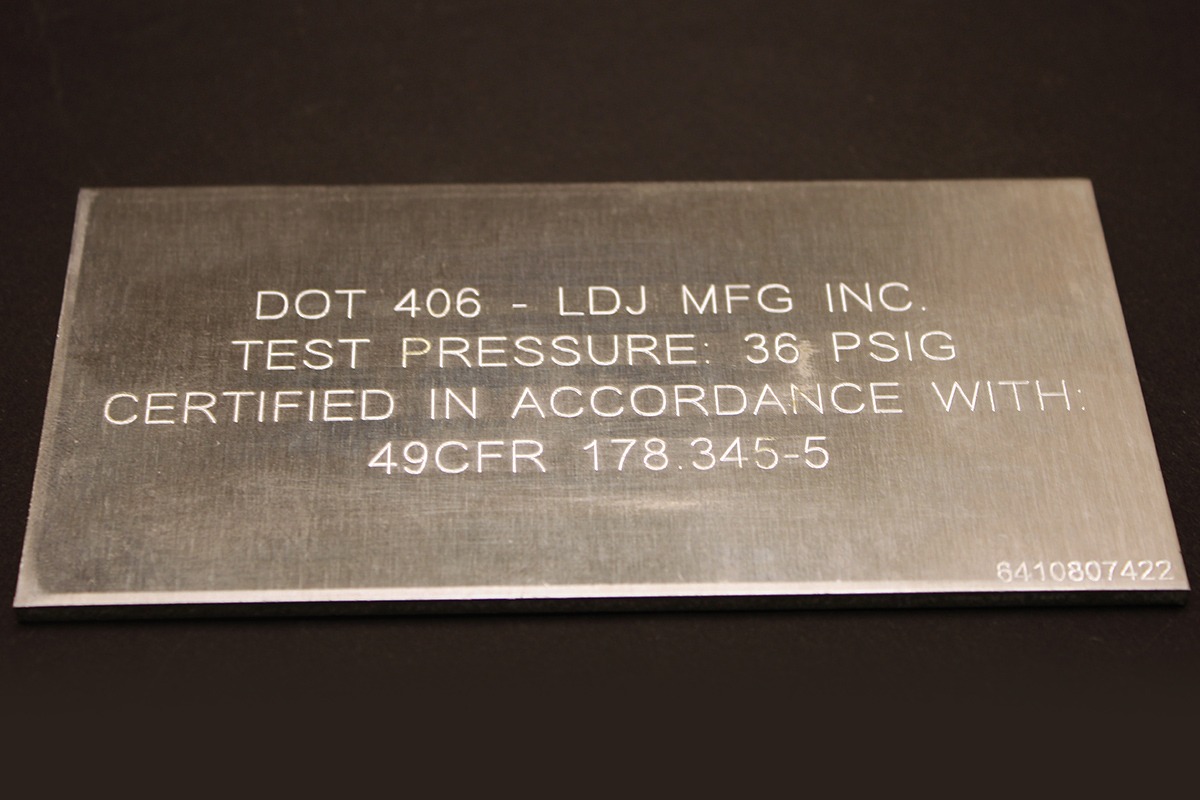 DOT 406 - LDJ MFG INC.
TEST PRESSURE: 36 PSIG
CERTIFIED IN ACCORDANCE WITH:
49CFR 178.345-5
6410807422